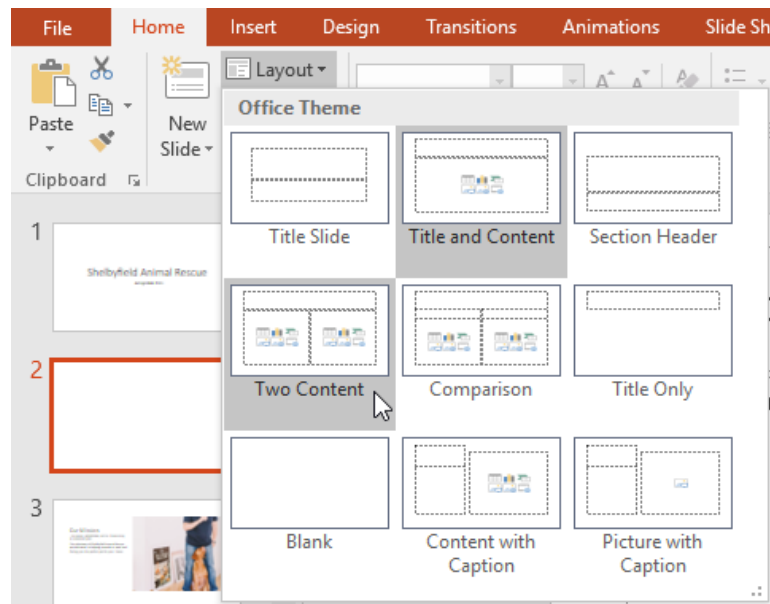 File Home Insert Design Transitions Animations Slide Sh
Layout
Paste
New
Slide
Clipboard
Office Theme
Title Slide
Title and Content
Section Header
Two Content
Comparison
Title Only
Blank
Content with
Caption
Picture with
Caption
1
Shelbyfield Animal Rescue
2
3
Our Mission